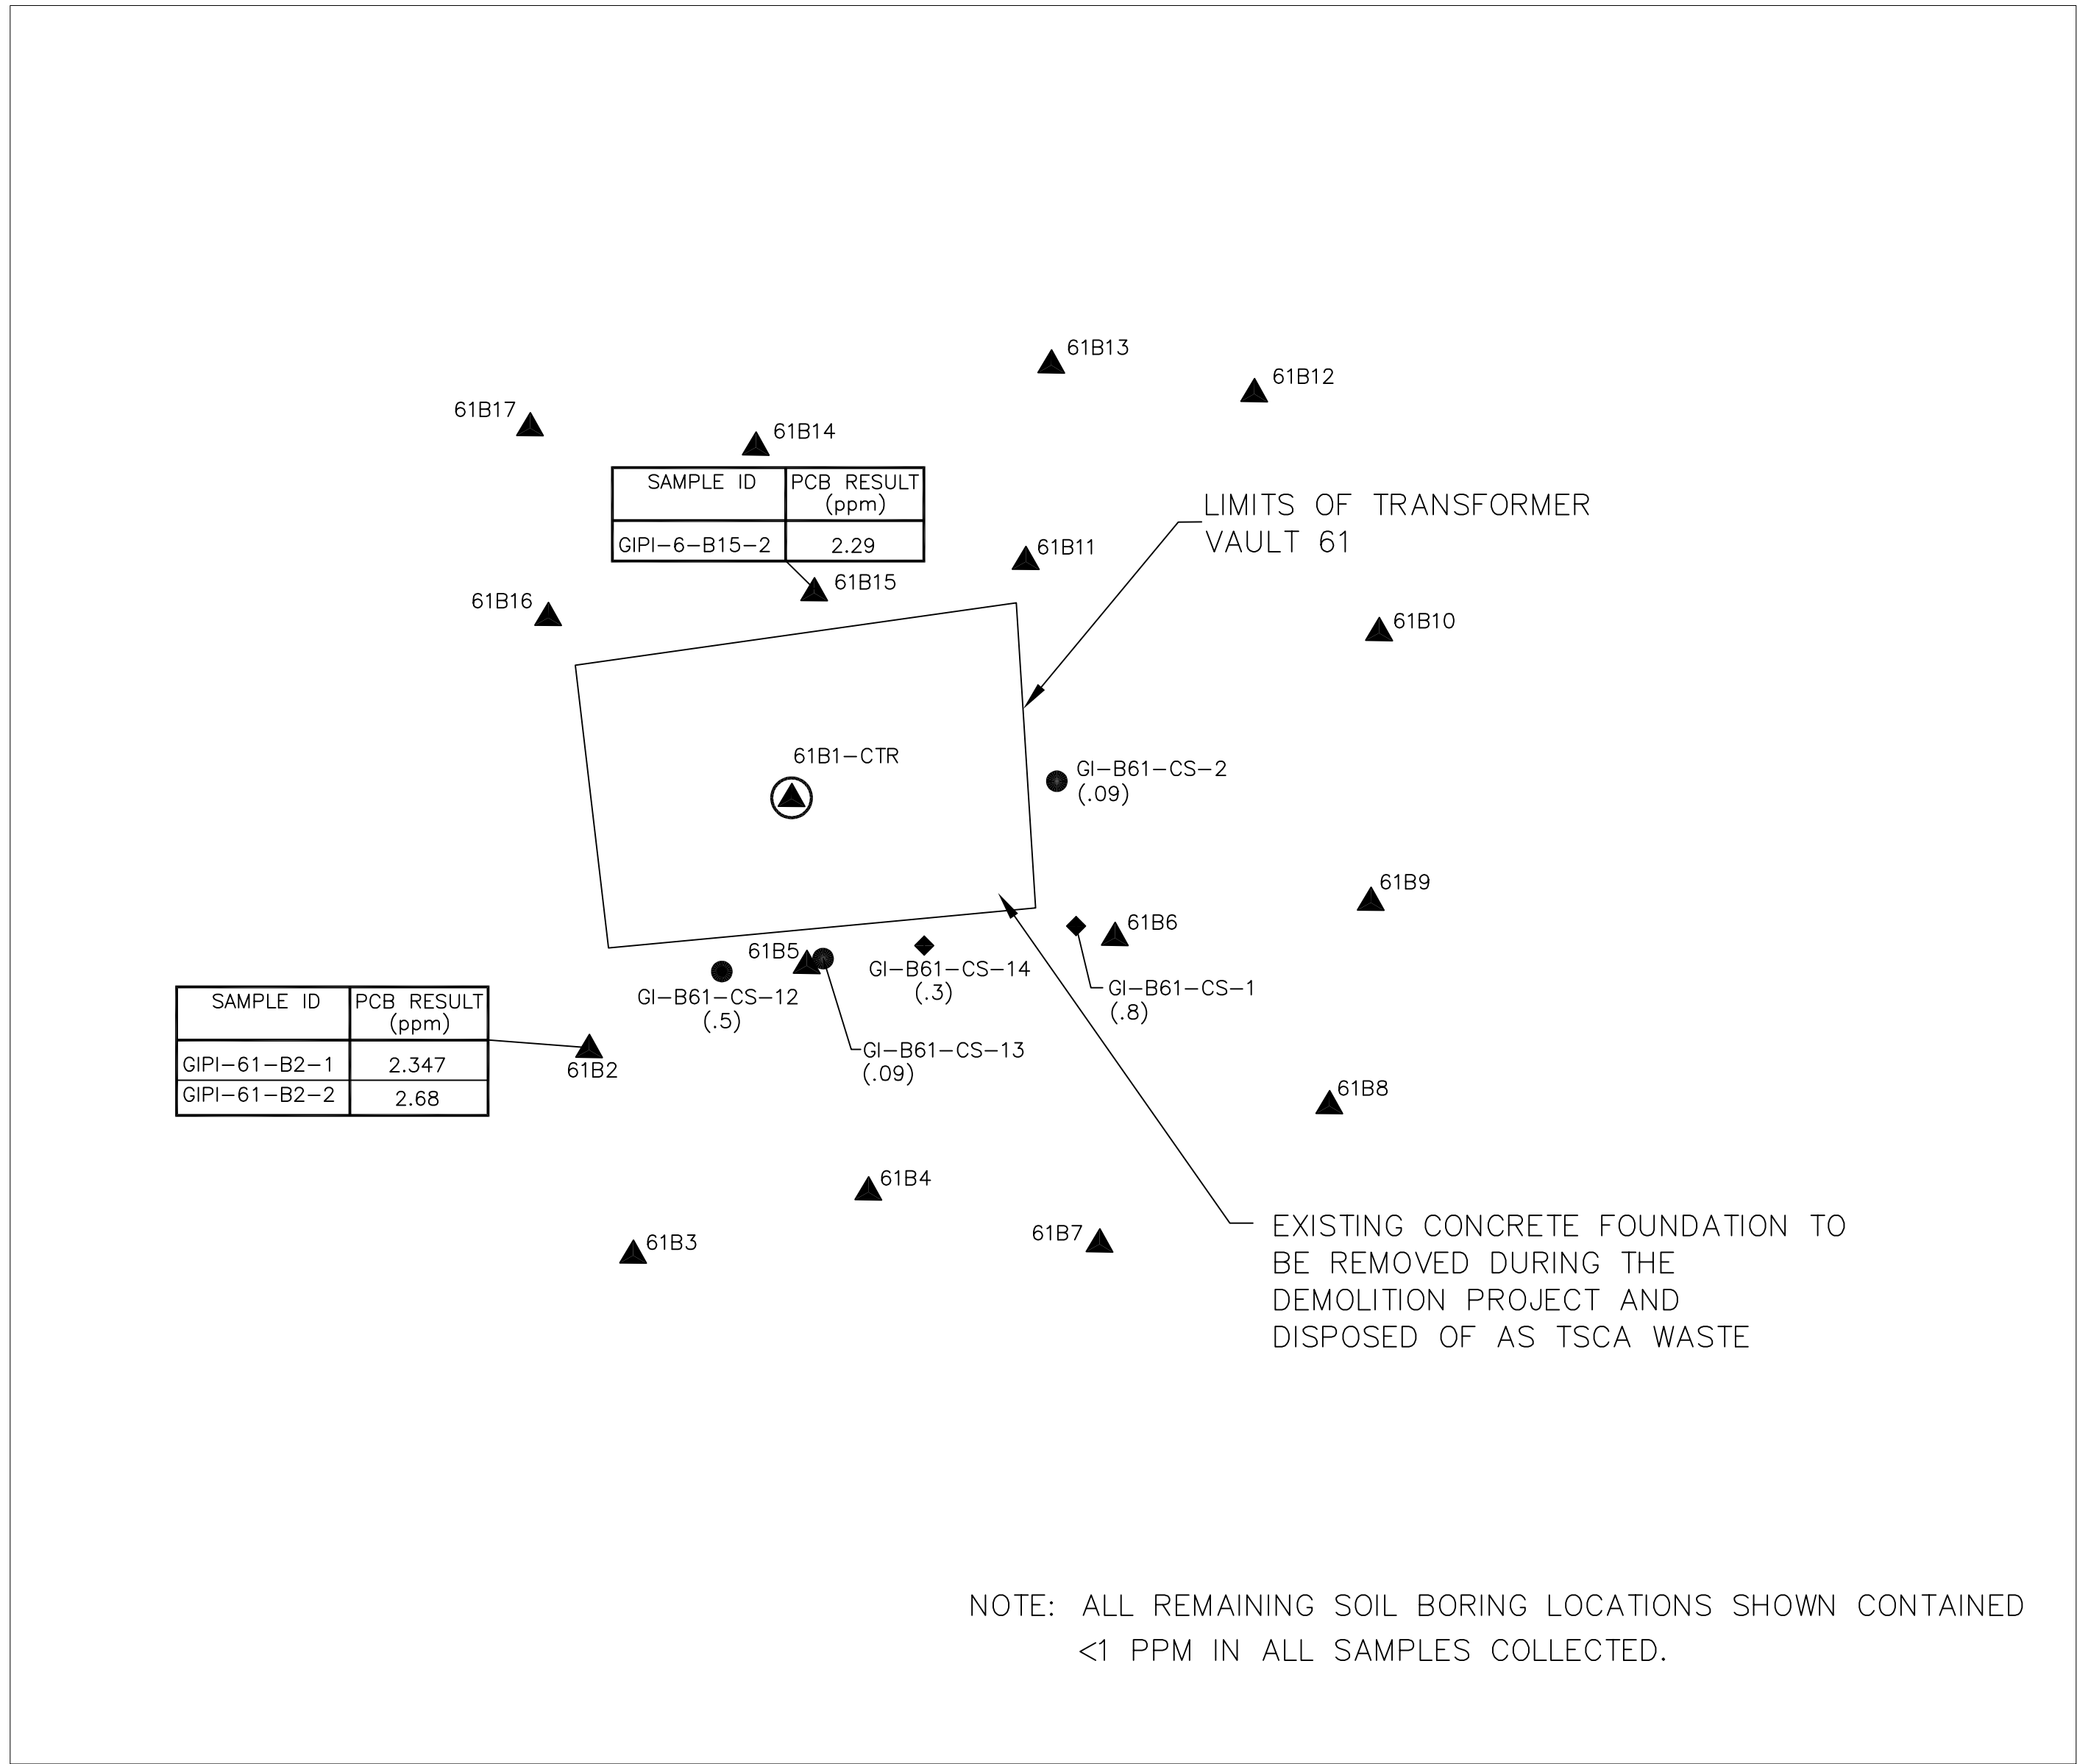 61B13
61B12
61B17
61B14
SAMPLE ID PCB RESULT
(ppm)
GIPI-6-B15-2 2.29
LIMITS OF TRANSFORMER
VAULT 61
61B11
61B15
61B16
61B10
61B1-CTR
GI-B61-CS-2
(.09)
61B9
61B6
61B5
GI-B61-CS-14
(.3)
GI-B61-CS-12
(.5)
GI-B61-CS-1
(.8)
SAMPLE ID PCB RESULT
(ppm)
GIPI-61-B2-1 2.347
GIPI-61-B2-2 2.68
61B2
GI-B61-CS-13
(.09)
61B8
61B4
61B3
61B7
EXISTING CONCRETE FOUNDATION TO
BE REMOVED DURING THE
DEMOLITION PROJECT AND
DISPOSED OF AS TSCA WASTE
NOTE: ALL REMAINING SOIL BORING LOCATIONS SHOWN CONTAINED
<1 PPM IN ALL SAMPLES COLLECTED.